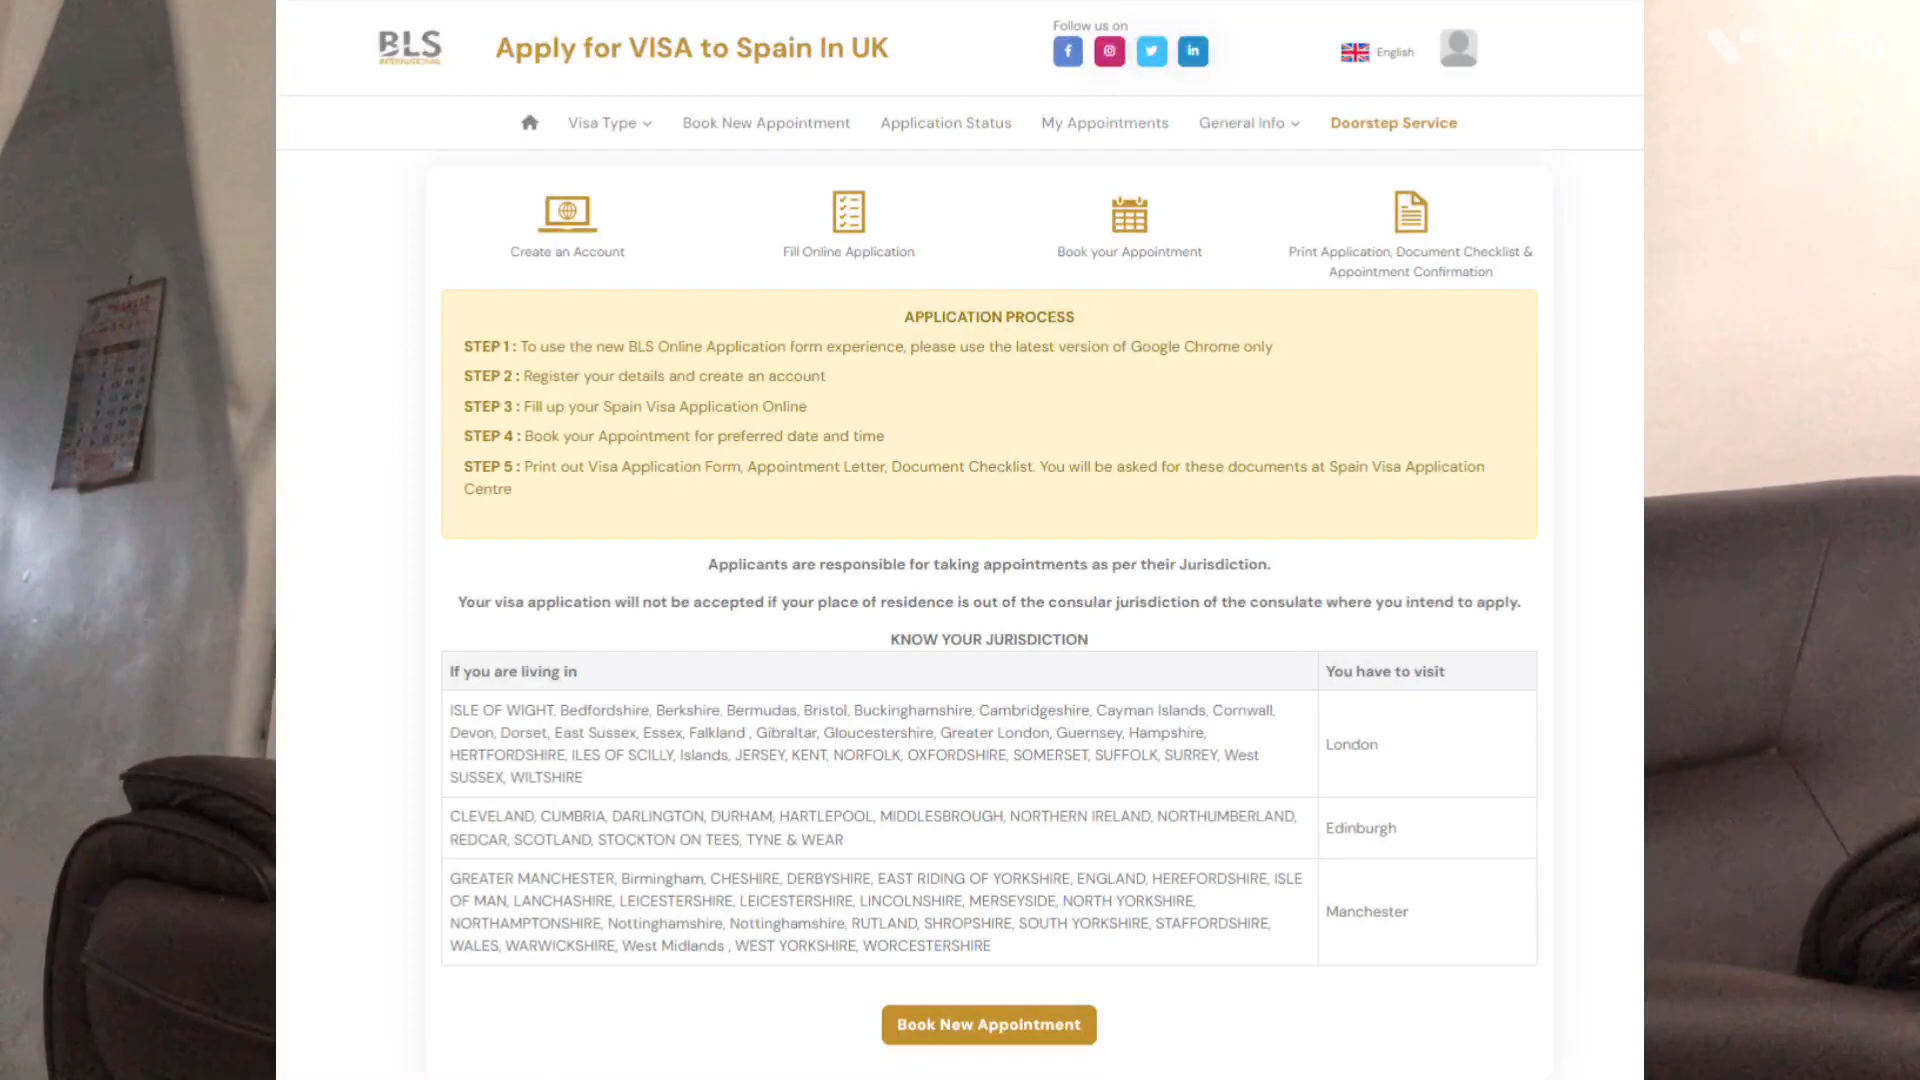 BLS
INTERNATIONAL
Apply for VISA to Spain In UK
Follow us on
English
Visa Type
Book New Appointment
Application Status
My Appointments
General Info
Doorstep Service
Create an Account
Fill Online Application
Book your Appointment
Print Application, Document Checklist &
Appointment Confirmation
APPLICATION PROCESS
STEP 1 : To use the new BLS Online Application form experience, please use the latest version of Google Chrome only
STEP 2 : Register your details and create an account
STEP 3 : Fill up your Spain Visa Application Online
STEP 4 : Book your Appointment for preferred date and time
STEP 5 : Print out Visa Application Form, Appointment Letter, Document Checklist. You will be asked for these documents at Spain Visa Application
Centre
Applicants are responsible for taking appointments as per their Jurisdiction.
Your visa application will not be accepted if your place of residence is out of the consular jurisdiction of the consulate where you intend to apply.
KNOW YOUR JURISDICTION
If you are living in
You have to visit
ISLE OF WIGHT, Bedfordshire, Berkshire, Bermudas, Bristol, Buckinghamshire, Cambridgeshire, Cayman Islands, Cornwall,
Devon, Dorset, East Sussex, Essex, Falkland , Gibraltar, Gloucestershire, Greater London, Guernsey, Hampshire,
HERTFORDSHIRE, ILES OF SCILLY, Islands, JERSEY, KENT, NORFOLK, OXFORDSHIRE, SOMERSET, SUFFOLK, SURREY, West
SUSSEX, WILTSHIRE
London
CLEVELAND, CUMBRIA, DARLINGTON, DURHAM, HARTLEPOOL, MIDDLESBROUGH, NORTHERN IRELAND, NORTHUMBERLAND,
REDCAR, SCOTLAND, STOCKTON ON TEES, TYNE & WEAR
Edinburgh
GREATER MANCHESTER, Birmingham, CHESHIRE, DERBYSHIRE, EAST RIDING OF YORKSHIRE, ENGLAND, HEREFORDSHIRE, ISLE
OF MAN, LANCHASHIRE, LEICESTERSHIRE, LEICESTERSHIRE, LINCOLNSHIRE, MERSEYSIDE, NORTH YORKSHIRE,
NORTHAMPTONSHIRE, Nottinghamshire, Nottinghamshire, RUTLAND, SHROPSHIRE, SOUTH YORKSHIRE, STAFFORDSHIRE,
WALES, WARWICKSHIRE, West Midlands , WEST YORKSHIRE, WORCESTERSHIRE
Manchester
Book New Appointment